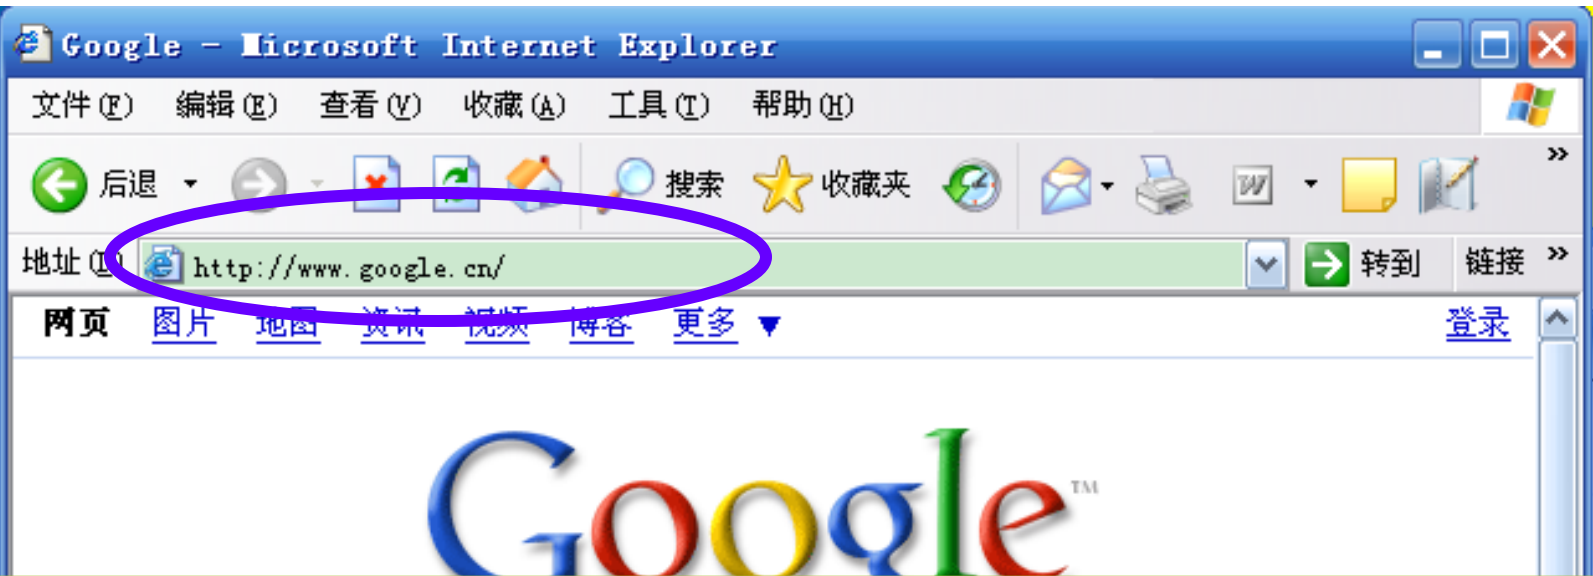 Google - Microsoft Internet Explorer
文件(F) 编辑(E) 查看(V) 收藏(A) 工具(T) 帮助(H)
后退 搜索 收藏夹 »
地址(D) http://www.google.cn/ 转到 链接 »
网页 图片 地图 资讯 视频 博客 更多 ▼ 登录
Google™